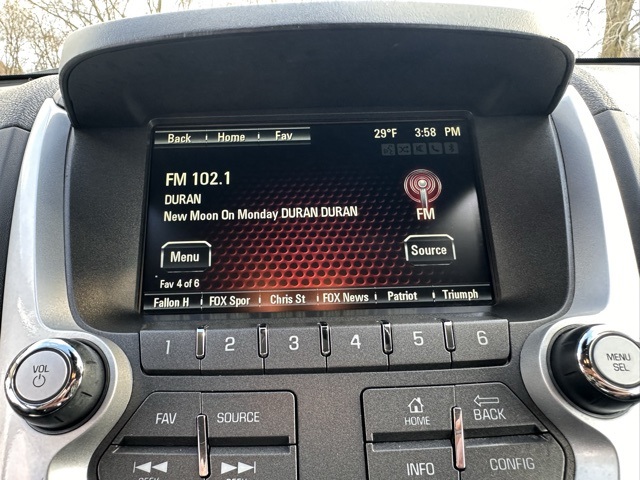 Back Home Fav 29°F 3:58 PM
FM 102.1
DURAN
New Moon On Monday DURAN DURAN
FM
Menu Source
Fav 4 of 6
Fallon H FOX Spor Chris St FOX News Patriot Triumph
1 2 3 4 5 6
VOL
MENU
SEL
FAV SOURCE HOME BACK
SEEK SEEK INFO CONFIG